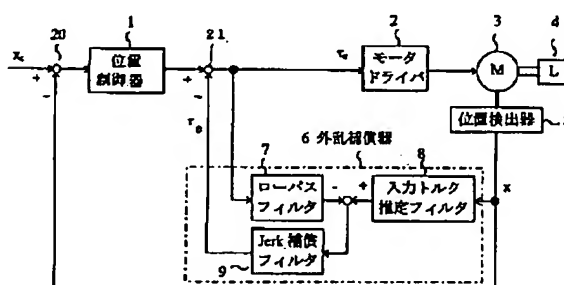 20
1
21
2
3
4
x
+
-
位置
制御器
+
-
τ
モータ
ドライバ
M
L
位置検出器
6 外乱補償器
7
8
ローパス
フィルタ
-
+
入力トルク
推定フィルタ
x
Jerk 補償
フィルタ
9